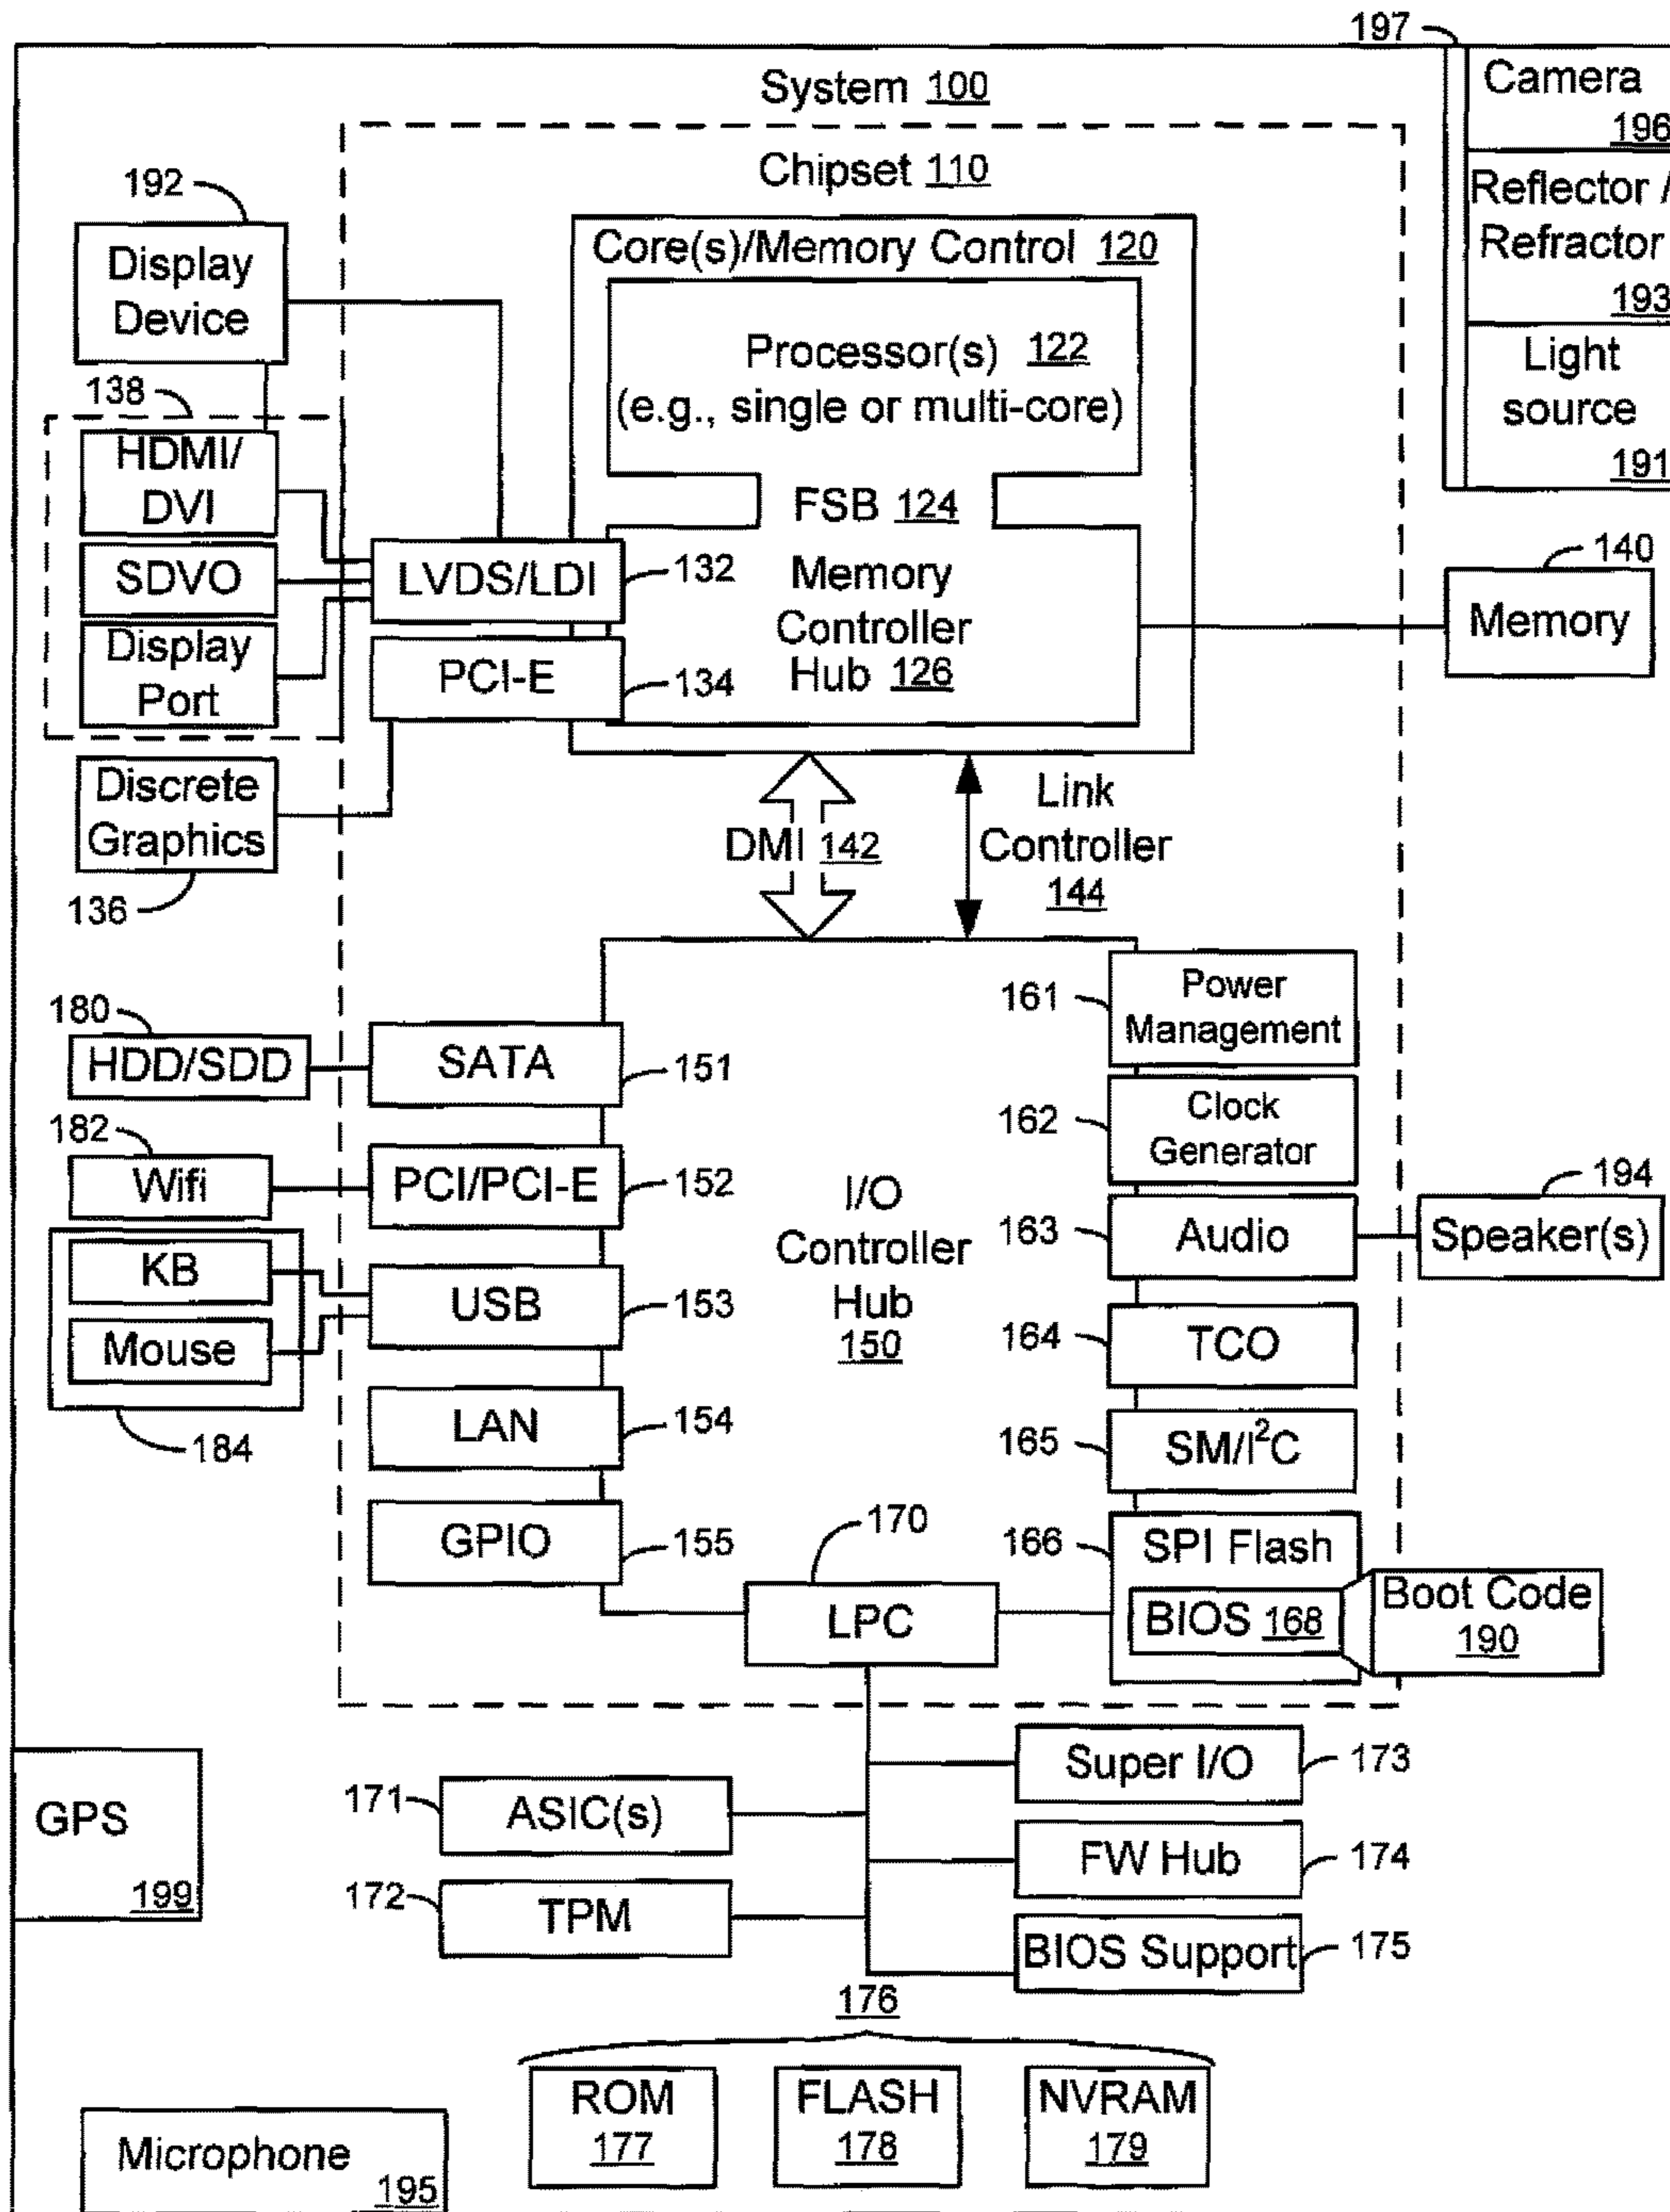 197
System 100
Camera
196
Chipset 110
192
Reflector /
Refractor
193
Display
Device
Core(s)/Memory Control 120
Processor(s) 122
(e.g., single or multi-core)
Light
source
191
138
HDMI/
DVI
FSB 124
SDVO
LVDS/LDI
132
Memory
Controller
Hub 126
140
Memory
Display
Port
PCI-E
134
Discrete
Graphics
136
DMI 142
Link
Controller
144
180
HDD/SDD
SATA
151
161
Power
Management
182
Wifi
PCI/PCI-E
152
162
Clock
Generator
I/O
Controller
Hub
150
163
Audio
194
Speaker(s)
KB
Mouse
184
USB
153
164
TCO
LAN
154
165
SM/I²C
GPIO
155
170
LPC
166
SPI Flash
BIOS 168
Boot Code
190
GPS
199
171
ASIC(s)
172
TPM
Super I/O
173
FW Hub
174
BIOS Support
175
176
ROM
177
FLASH
178
NVRAM
179
Microphone
195